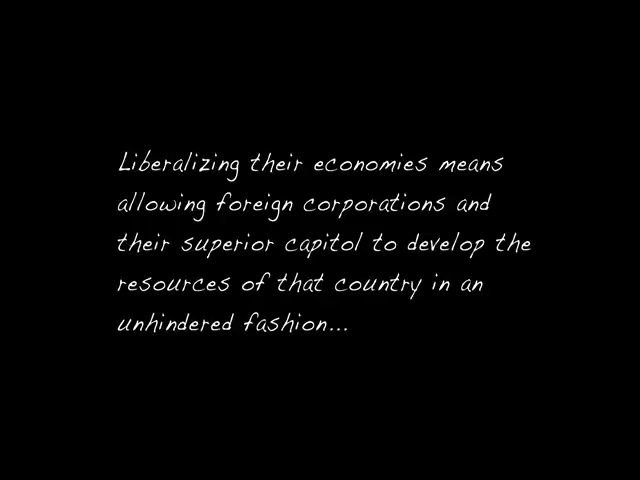 Liberalizing their economies means
allowing foreign corporations and
their superior capitol to develop the
resources of that country in an
unhindered fashion...